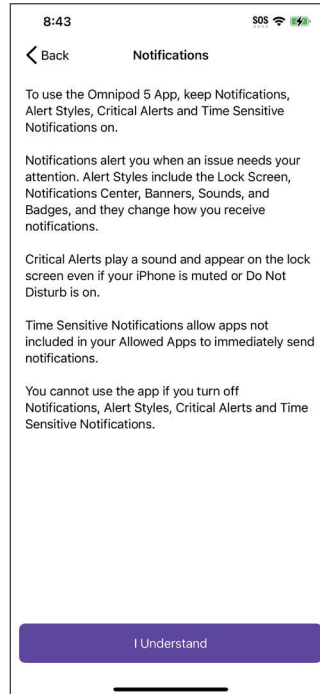 8:43
SOS
Back
Notifications
To use the Omnipod 5 App, keep Notifications,
Alert Styles, Critical Alerts and Time Sensitive
Notifications on.
Notifications alert you when an issue needs your
attention. Alert Styles include the Lock Screen,
Notifications Center, Banners, Sounds, and
Badges, and they change how you receive
notifications.
Critical Alerts play a sound and appear on the lock
screen even if your iPhone is muted or Do Not
Disturb is on.
Time Sensitive Notifications allow apps not
included in your Allowed Apps to immediately send
notifications.
You cannot use the app if you turn off
Notifications, Alert Styles, Critical Alerts and Time
Sensitive Notifications.
I Understand